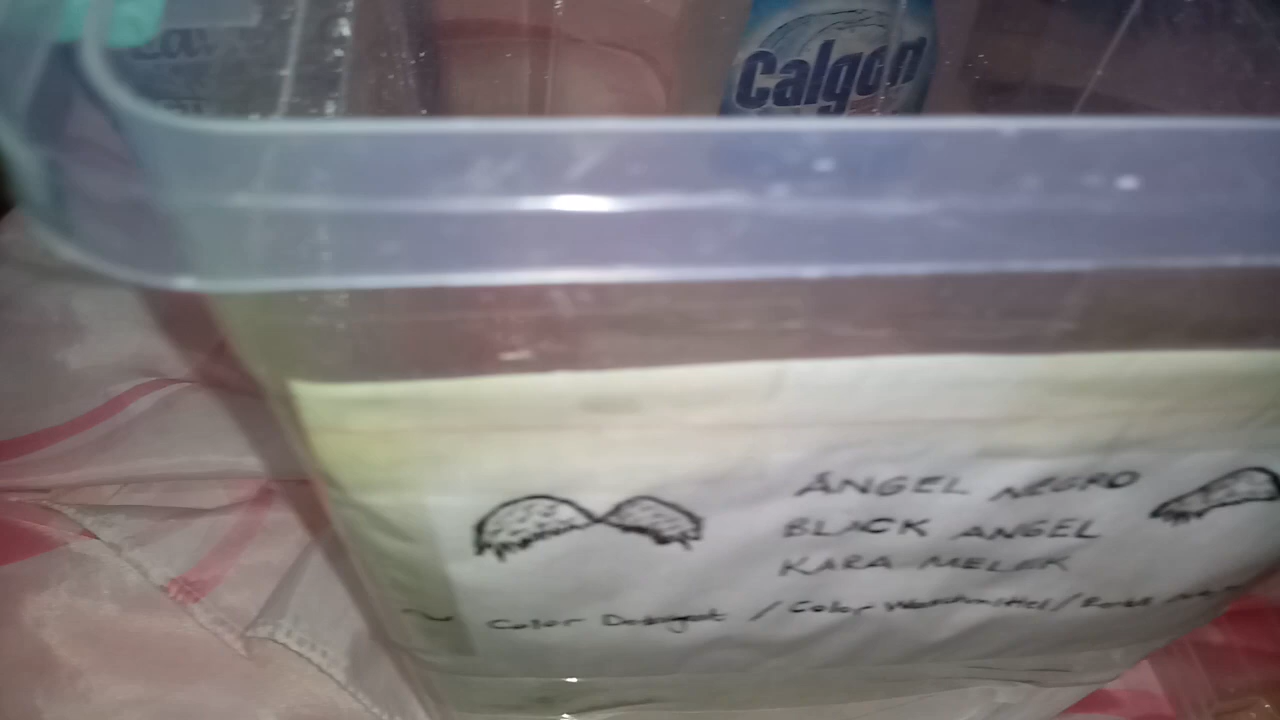 Calgon
ANGEL NEGRO
BLACK ANGEL
KARA MELEK
Color Detergent / Color Waschmittel /